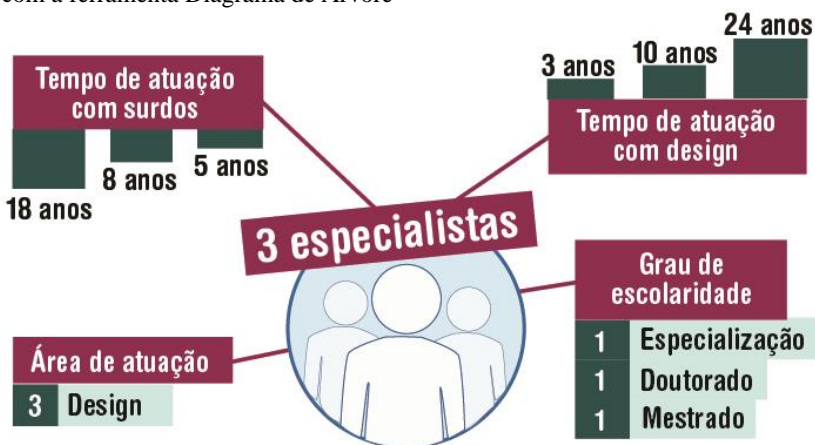 com a ferramenta Diagrama de Árvore
Tempo de atuação
com surdos
18 anos
8 anos
5 anos
3 anos
10 anos
24 anos
Tempo de atuação
com design
3 especialistas
Área de atuação
3 Design
Grau de
escolaridade
1 Especialização
1 Doutorado
1 Mestrado